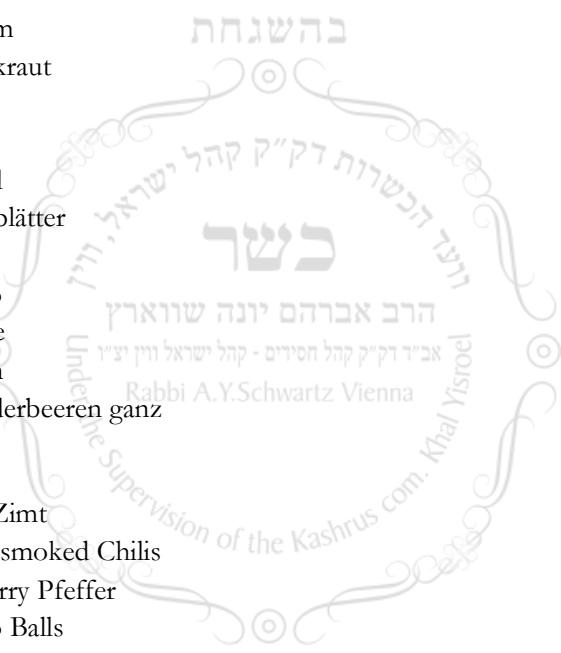 בהשגחת
m
kraut
ועד הכשרות דק״ק קהל ישראל, ווין
l
blätter
כשר
o
e
הרב אברהם יונה שווארץ
אב״ד דק״ק קהל חסידים - קהל ישראל ווין יצ״ו
n
Rabbi A.Y.Schwartz Vienna
lerbeeren ganz
Under the Supervision of the Kashrus com. Khal Yisroel
Zimt
smoked Chilis
rry Pfeffer
o Balls